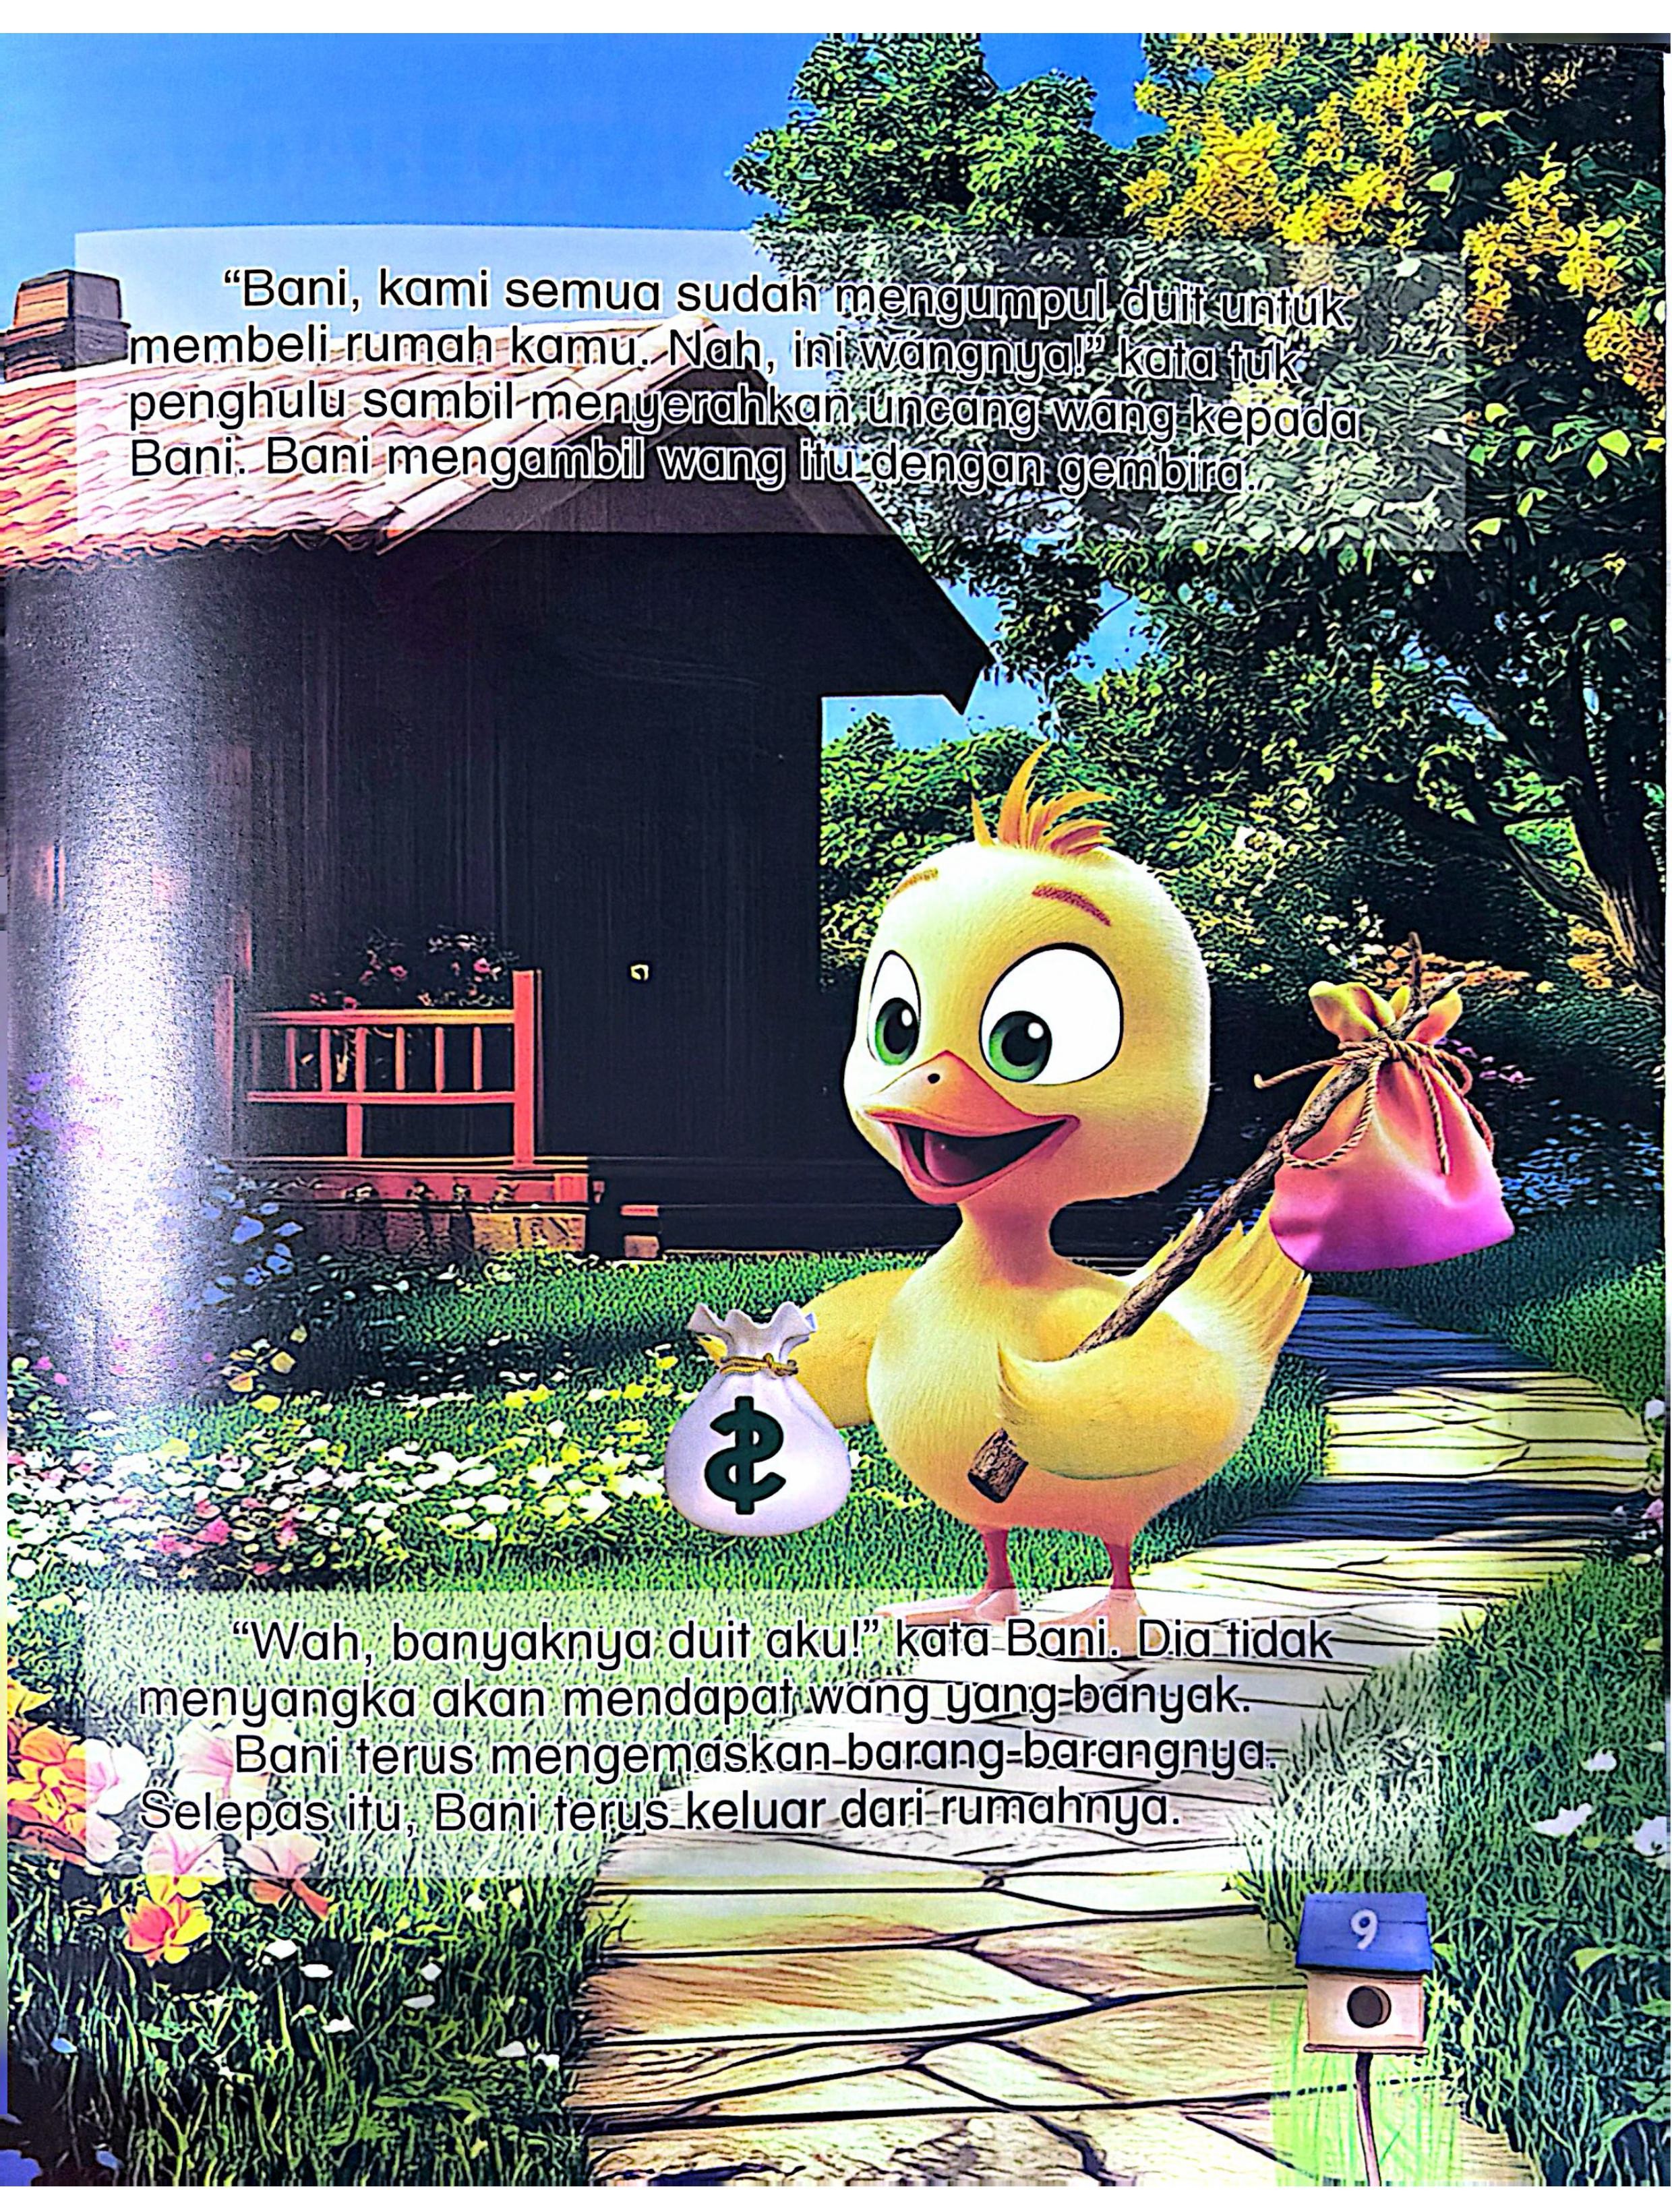 “Bani, kami semua sudah mengumpul duit untuk
membeli rumah kamu. Nah, ini wangnya!” kata tuk
penghulu sambil menyerahkan uncang wang kepada
Bani. Bani mengambil wang itu dengan gembira.
$
“Wah, banyaknya duit aku!” kata Bani. Dia tidak
menyangka akan mendapat wang yang banyak.
Bani terus mengemaskan barang-barangnya.
Selepas itu, Bani terus keluar dari rumahnya.
9